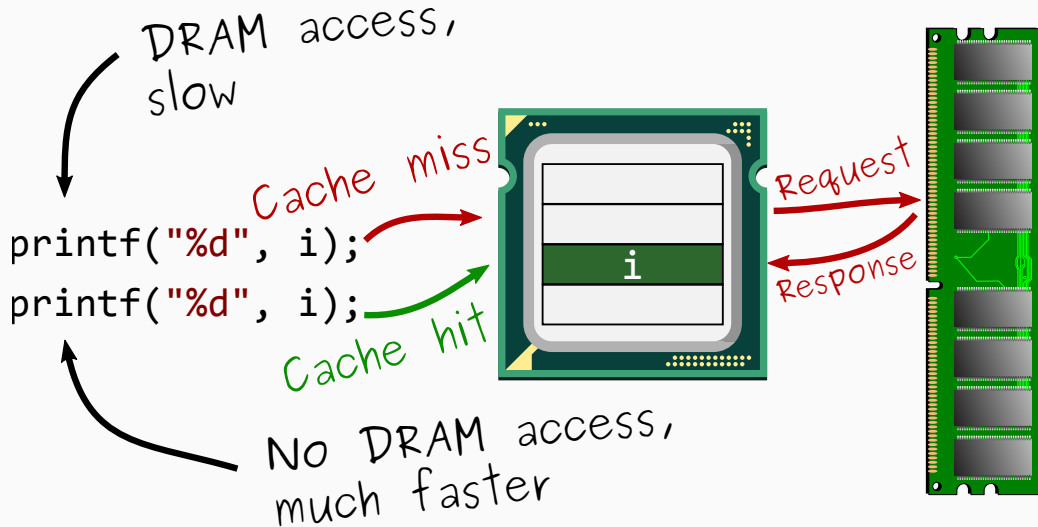 DRAM access,
slow
Cache miss
printf("%d", i);
printf("%d", i);
Cache hit
i
Request
Response
No DRAM access,
much faster